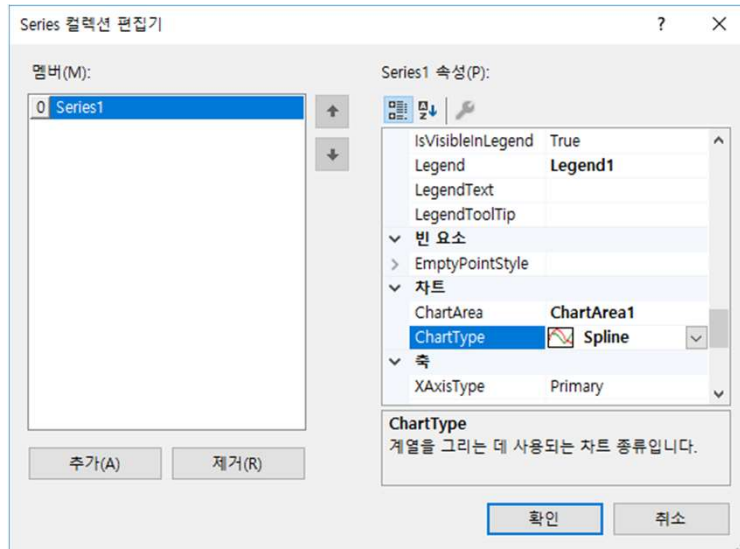 Series 컬렉션 편집기
멤버(M):
0 Series1
추가(A)
제거(R)
Series1 속성(P):
IsVisibleInLegend True
Legend Legend1
LegendText
LegendToolTip
빈 요소
EmptyPointStyle
차트
ChartArea ChartArea1
ChartType Spline
축
XAxisType Primary
ChartType
계열을 그리는 데 사용되는 차트 종류입니다.
확인
취소